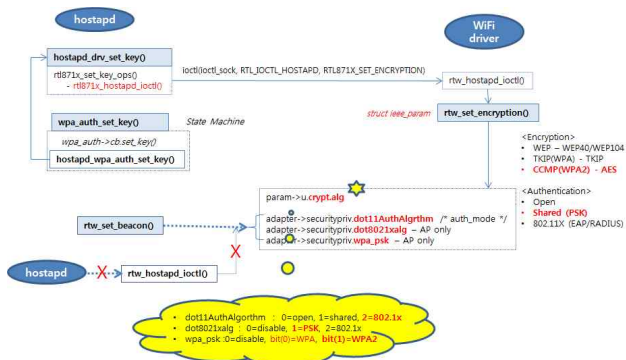 hostapd
WiFi
driver
hostapd_drv_set_key()
rtl871x_set_key_ops()
- rtl871x_hostapd_ioctl()
ioctl(ioctl_sock, RTL_IOCTL_HOSTAPD, RTL871X_SET_ENCRYPTION)
rtw_hostapd_ioctl()
struct ieee_param
rtw_set_encryption()
wpa_auth_set_key()
State Machine
wpa_auth->cb.set_key()
hostapd_wpa_auth_set_key()
<Encryption>
• WEP – WEP40/WEP104
• TKIP(WPA) - TKIP
• CCMP(WPA2) - AES
<Authentication>
• Open
• Shared (PSK)
• 802.11X (EAP/RADIUS)
param->u.crypt.alg
adapter->securitypriv.dot11AuthAlgrthm /* auth_mode */
adapter->securitypriv.dot8021xalg – AP only
adapter->securitypriv.wpa_psk – AP only
rtw_set_beacon()
X
hostapd
X
rtw_hostapd_ioctl()
• dot11AuthAlgorthm : 0=open, 1=shared, 2=802.1x
• dot8021xalg : 0=disable, 1=PSK, 2=802.1x
• wpa_psk :0=disable, bit(0)=WPA, bit(1)=WPA2